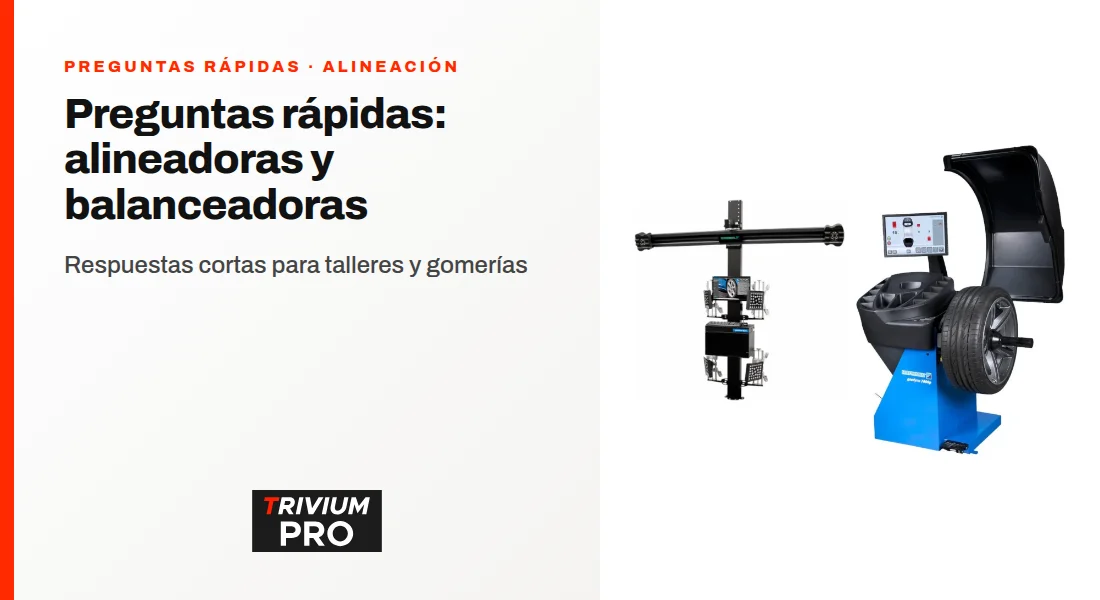 PREGUNTAS RÁPIDAS · ALINEACIÓN
Preguntas rápidas:
alineadoras y
balanceadoras
Respuestas cortas para talleres y gomerías
TRIVIUM
PRO